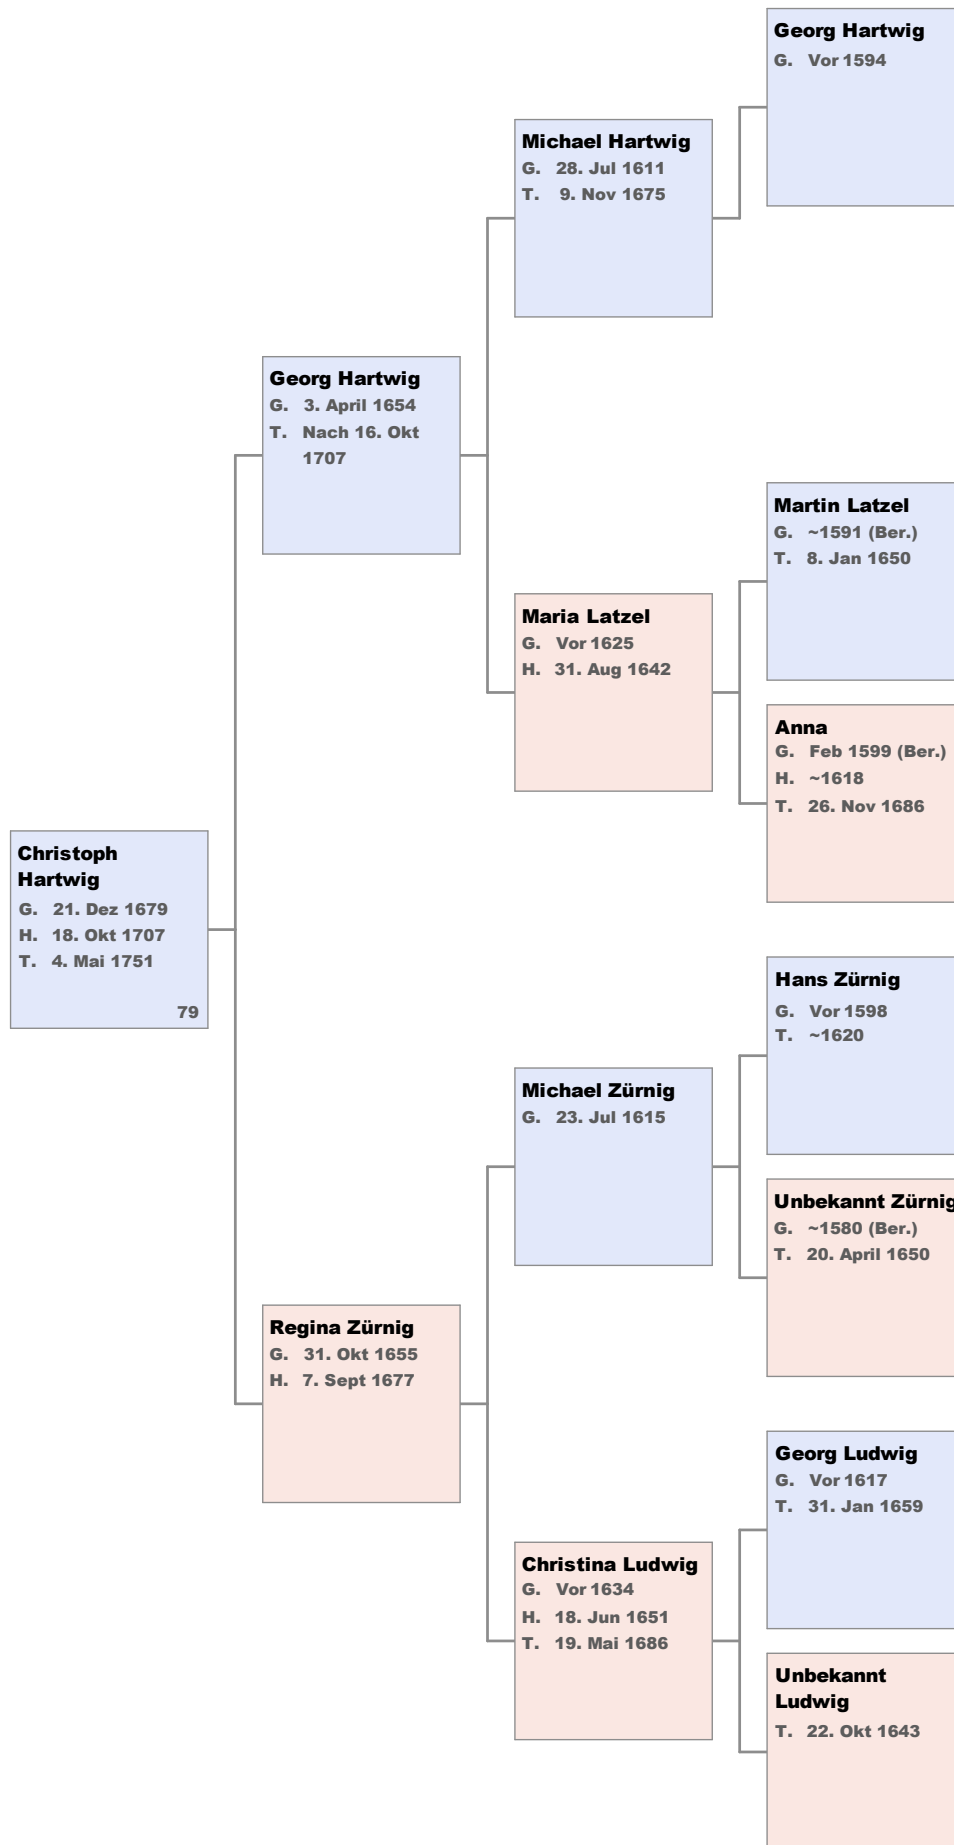 Georg Hartwig
G. Vor 1594
Michael Hartwig
G. 28. Jul 1611
T. 9. Nov 1675
Georg Hartwig
G. 3. April 1654
T. Nach 16. Okt
1707
Martin Latzel
G. ~1591 (Ber.)
T. 8. Jan 1650
Maria Latzel
G. Vor 1625
H. 31. Aug 1642
Anna
G. Feb 1599 (Ber.)
H. ~1618
T. 26. Nov 1686
Christoph
Hartwig
G. 21. Dez 1679
H. 18. Okt 1707
T. 4. Mai 1751
79
Hans Zürnig
G. Vor 1598
T. ~1620
Michael Zürnig
G. 23. Jul 1615
Unbekannt Zürnig
G. ~1580 (Ber.)
T. 20. April 1650
Regina Zürnig
G. 31. Okt 1655
H. 7. Sept 1677
Georg Ludwig
G. Vor 1617
T. 31. Jan 1659
Christina Ludwig
G. Vor 1634
H. 18. Jun 1651
T. 19. Mai 1686
Unbekannt
Ludwig
T. 22. Okt 1643